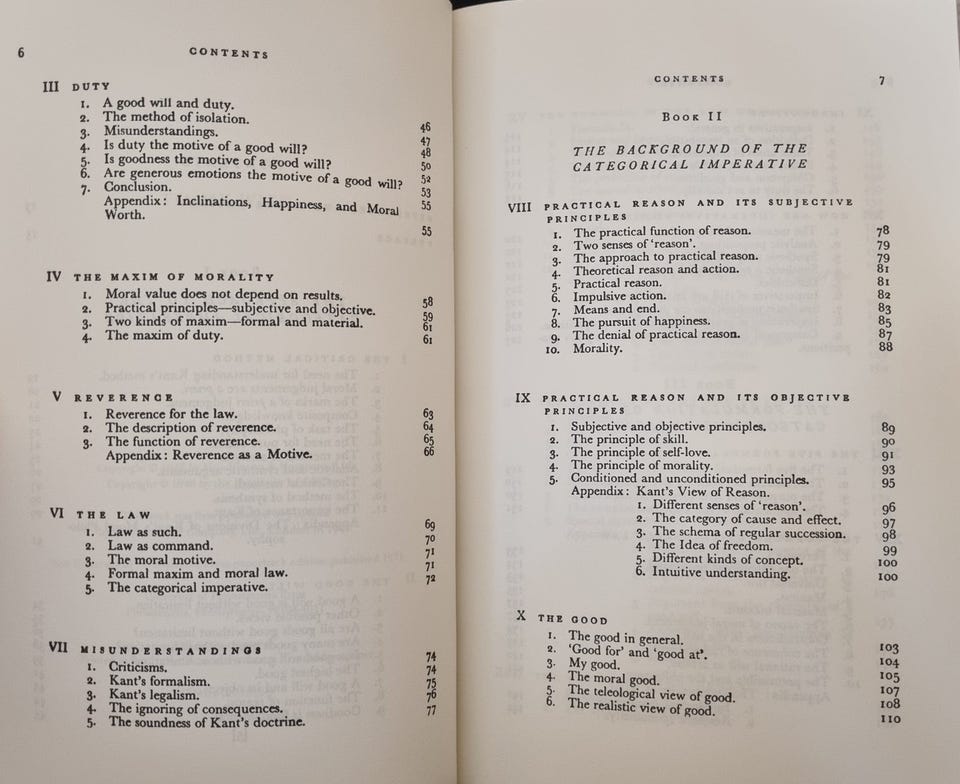 6 CONTENTS
III DUTY
1. A good will and duty. 46
2. The method of isolation. 47
3. Misunderstandings. 48
4. Is duty the motive of a good will? 50
5. Is goodness the motive of a good will? 52
6. Are generous emotions the motive of a good will? 53
7. Conclusion. 55
Appendix: Inclinations, Happiness, and Moral
Worth. 55
IV THE MAXIM OF MORALITY
1. Moral value does not depend on results. 58
2. Practical principles—subjective and objective. 59
3. Two kinds of maxim—formal and material. 61
4. The maxim of duty. 61
V REVERENCE
1. Reverence for the law. 63
2. The description of reverence. 64
3. The function of reverence. 65
Appendix: Reverence as a Motive. 66
VI THE LAW
1. Law as such. 69
2. Law as command. 70
3. The moral motive. 71
4. Formal maxim and moral law. 71
5. The categorical imperative. 72
VII MISUNDERSTANDINGS
1. Criticisms. 74
2. Kant's formalism. 74
3. Kant's legalism. 75
4. The ignoring of consequences. 76
5. The soundness of Kant's doctrine. 77
CONTENTS 7
BOOK II
THE BACKGROUND OF THE
CATEGORICAL IMPERATIVE
VIII PRACTICAL REASON AND ITS SUBJECTIVE
PRINCIPLES
1. The practical function of reason. 78
2. Two senses of 'reason'. 79
3. The approach to practical reason. 79
4. Theoretical reason and action. 81
5. Practical reason. 81
6. Impulsive action. 82
7. Means and end. 83
8. The pursuit of happiness. 85
9. The denial of practical reason. 87
10. Morality. 88
IX PRACTICAL REASON AND ITS OBJECTIVE
PRINCIPLES
1. Subjective and objective principles. 89
2. The principle of skill. 90
3. The principle of self-love. 91
4. The principle of morality. 93
5. Conditioned and unconditioned principles. 95
Appendix: Kant's View of Reason.
1. Different senses of 'reason'. 96
2. The category of cause and effect. 97
3. The schema of regular succession. 98
4. The Idea of freedom. 99
5. Different kinds of concept. 100
6. Intuitive understanding. 100
X THE GOOD
1. The good in general. 103
2. 'Good for' and 'good at'. 104
3. My good. 105
4. The moral good. 107
5. The teleological view of good. 108
6. The realistic view of good. 110